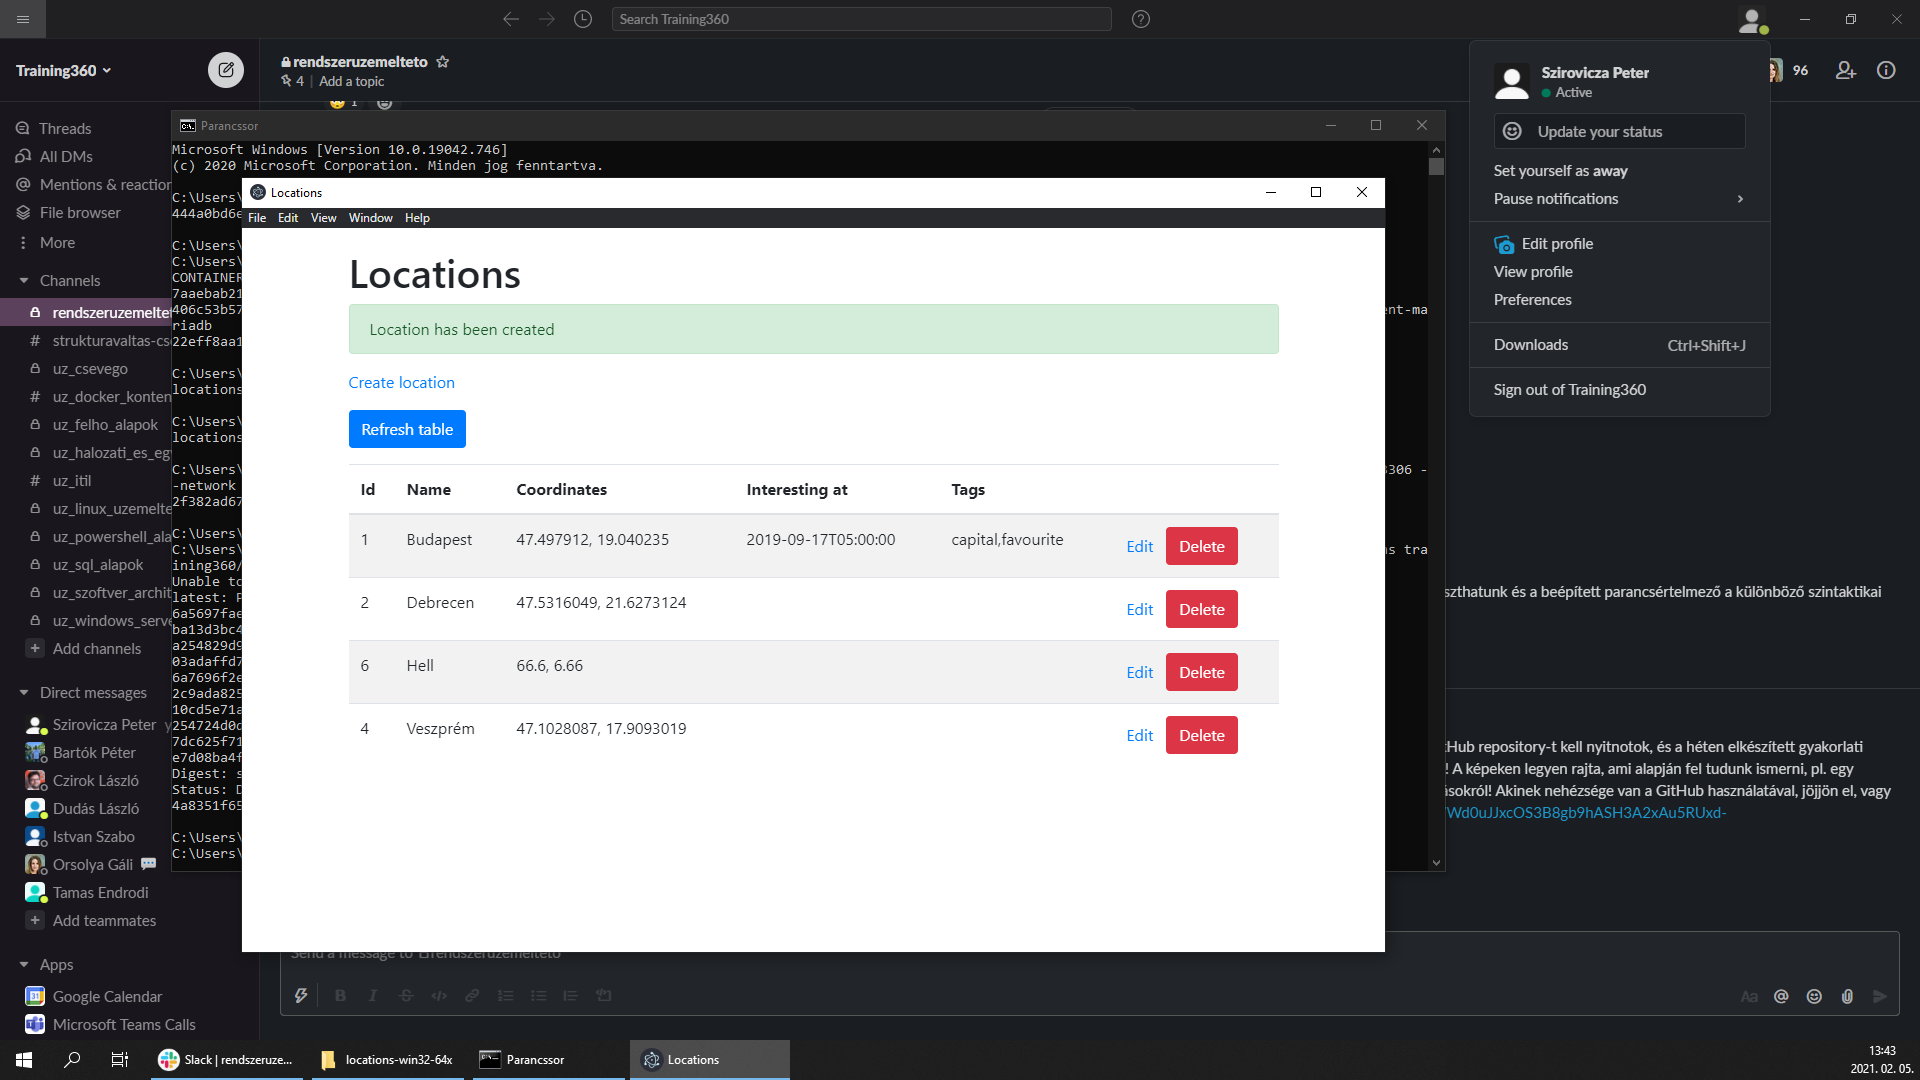 Search Training360
Training360
rendszeruzemelteto
4 | Add a topic
1
96
Threads
All DMs
Mentions & reaction
File browser
More
Channels
rendszeruzemeltet
strukturavaltas-cs
uz_csevego
uz_docker_konten
uz_felho_alapok
uz_halozati_es_eg
uz_itil
uz_linux_uzemelte
uz_powershell_ala
uz_sql_alapok
uz_szoftver_archit
uz_windows_serve
Add channels
Direct messages
Szirovicza Peter y
Bartók Péter
Czirok László
Dudás László
Istvan Szabo
Orsolya Gáli
Tamas Endrodi
Add teammates
Apps
Google Calendar
Microsoft Teams Calls
Parancssor
Microsoft Windows [Version 10.0.19042.746]
(c) 2020 Microsoft Corporation. Minden jog fenntartva.
C:\Users\
444a0bd6e
C:\Users\
C:\Users\
CONTAINER
7aaebab21
406c53b57
ent-ma
riadb
22eff8aa1
C:\Users\
locations
C:\Users\
locations
C:\Users\
3306 -
-network
2f382ad67
C:\Users\
C:\Users\
s tra
ining360/
Unable to
latest: P
6a5697fae
ba13d3bc4
a254829d9
03adaffd7
6a7696f2e
2c9ada825
10cd5e71a
254724d0d
7dc625f71
e7d08ba4f
Digest: s
Status: D
4a8351f65
C:\Users\
C:\Users\
Locations
File Edit View Window Help
Locations
Location has been created
Create location
Refresh table
Id Name Coordinates Interesting at Tags
1 Budapest 47.497912, 19.040235 2019-09-17T05:00:00 capital,favourite Edit Delete
2 Debrecen 47.5316049, 21.6273124 Edit Delete
6 Hell 66.6, 6.66 Edit Delete
4 Veszprém 47.1028087, 17.9093019 Edit Delete
Szirovicza Peter
Active
Update your status
Set yourself as away
Pause notifications
Edit profile
View profile
Preferences
Downloads Ctrl+Shift+J
Sign out of Training360
szthatunk és a beépített parancsértelmező a különböző szintaktikai
tHub repository-t kell nyitnotok, és a héten elkészített gyakorlati
! A képeken legyen rajta, ami alapján fel tudunk ismerni, pl. egy
sokról! Akinek nehézsége van a GitHub használatával, jöjjön el, vagy
Wd0uJJxcOS3B8gb9hASH3A2xAu5RUxd-
Send a message to rendszeruzemelteto
B I S
Aa @
Slack | rendszeruze...
locations-win32-64x
Parancssor
Locations
13:43
2021. 02. 05.